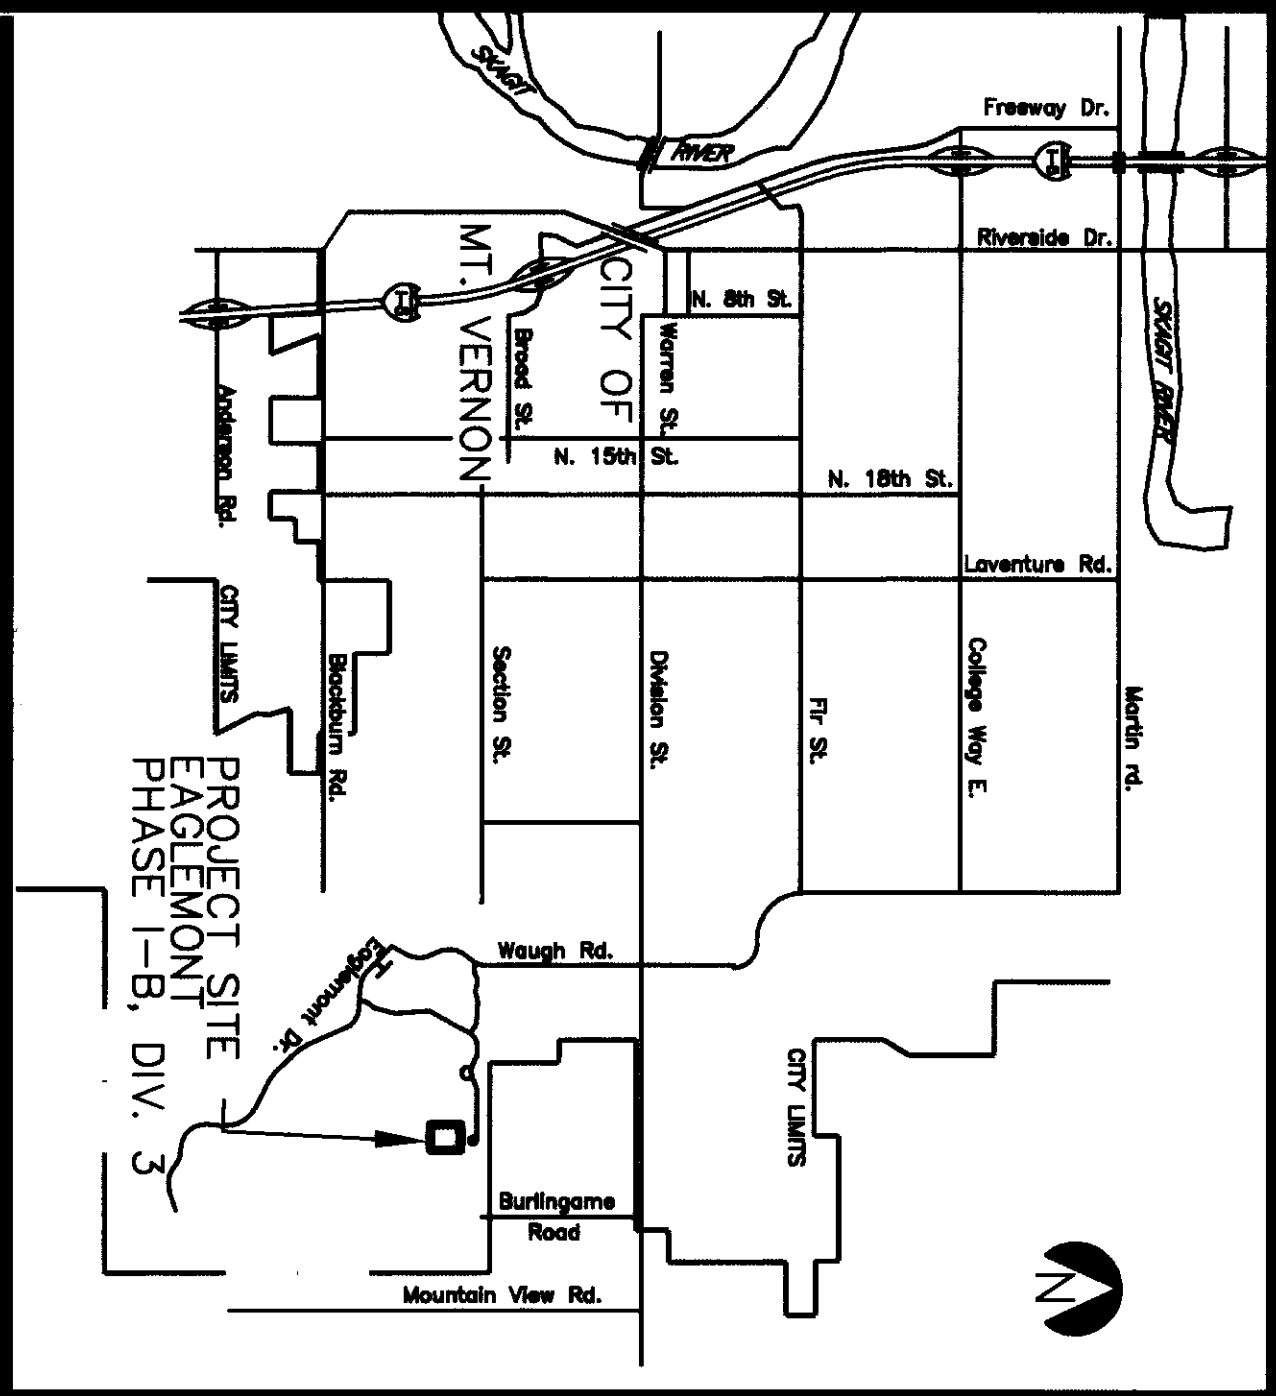 SKAGIT
RIVER
Freeway Dr.
Riverside Dr.
SKAGIT RIVER
N. 8th St.
CITY OF
MT. VERNON
Broad St.
Warren St.
Anderson Rd.
N. 15th St.
N. 18th St.
Laventure Rd.
CITY LIMITS
Blackburn Rd.
Section St.
Division St.
Fir St.
College Way E.
Martin rd.
PROJECT SITE
EAGLEMONT
PHASE 1-B, DIV. 3
Eaglemont Dr.
Waugh Rd.
CITY LIMITS
Burlingame
Road
Mountain View Rd.
N